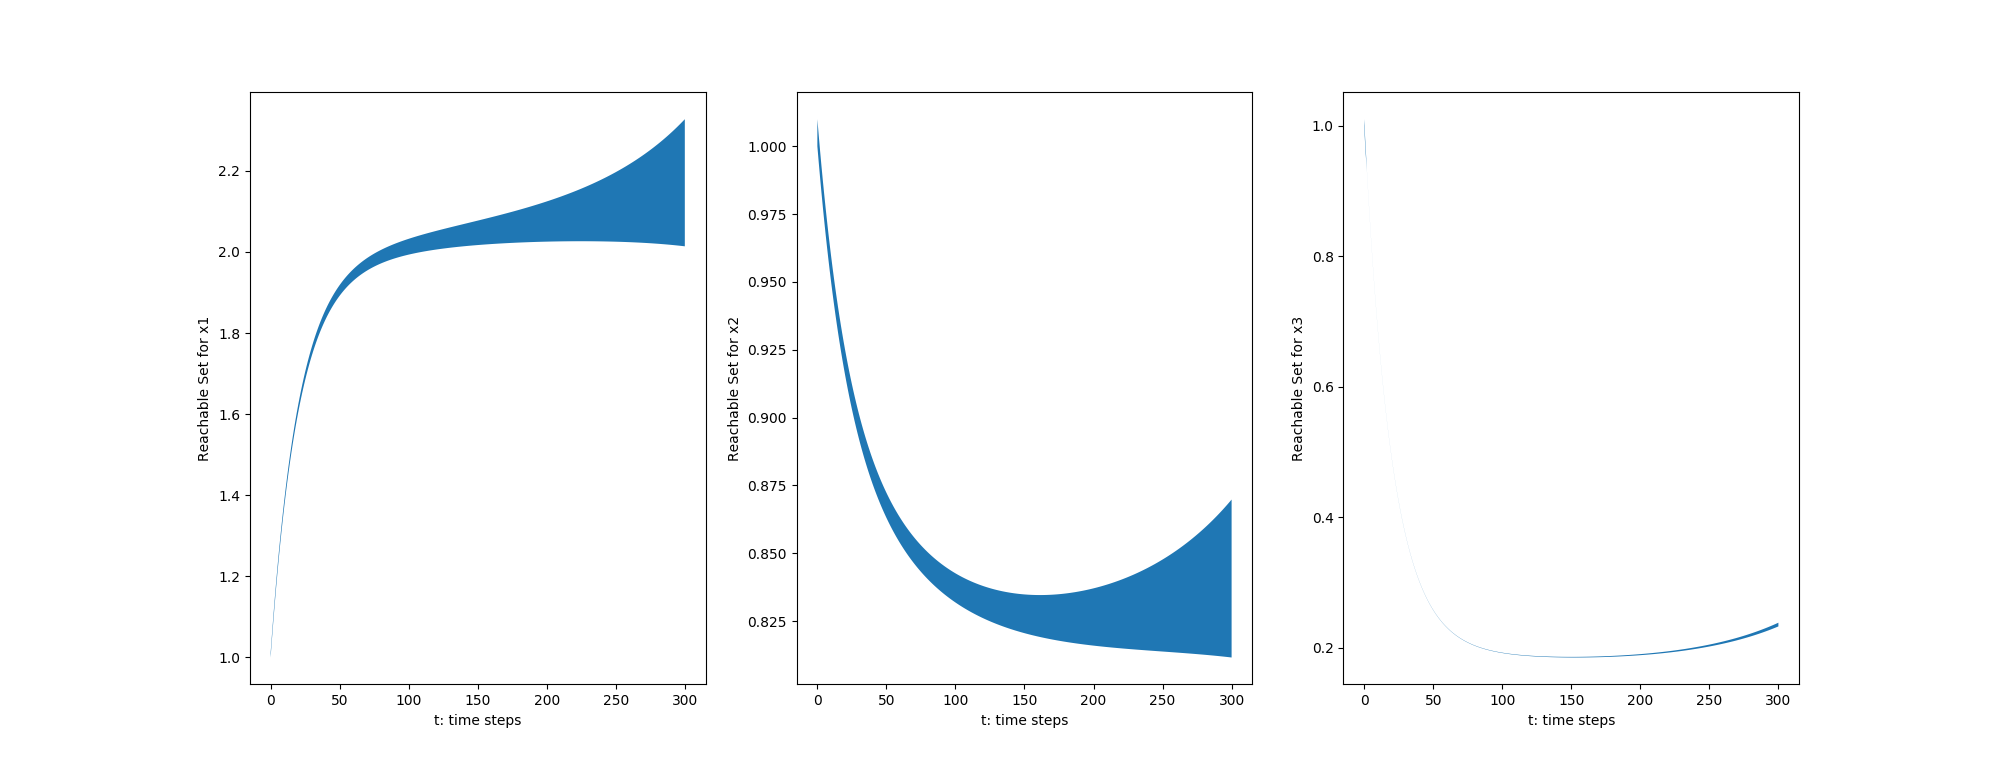 Reachable Set for x1
2.2
2.0
1.8
1.6
1.4
1.2
1.0
0 50 100 150 200 250 300
t: time steps
Reachable Set for x2
1.000
0.975
0.950
0.925
0.900
0.875
0.850
0.825
0 50 100 150 200 250 300
t: time steps
Reachable Set for x3
1.0
0.8
0.6
0.4
0.2
0 50 100 150 200 250 300
t: time steps